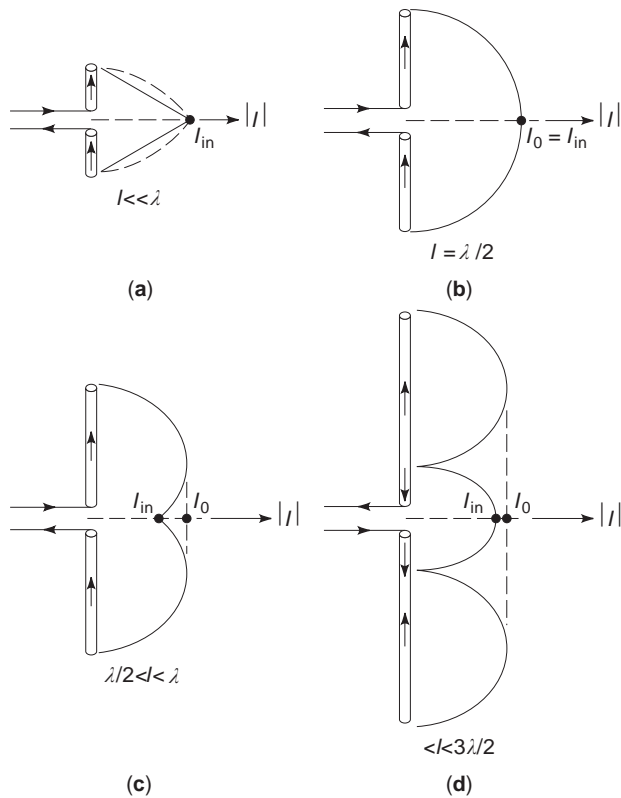 |I|
I_in
l<<λ
(a)
|I|
I_0 = I_in
l = λ/2
(b)
I_in I_0
|I|
λ/2<l<λ
(c)
I_in I_0
|I|
<l<3λ/2
(d)